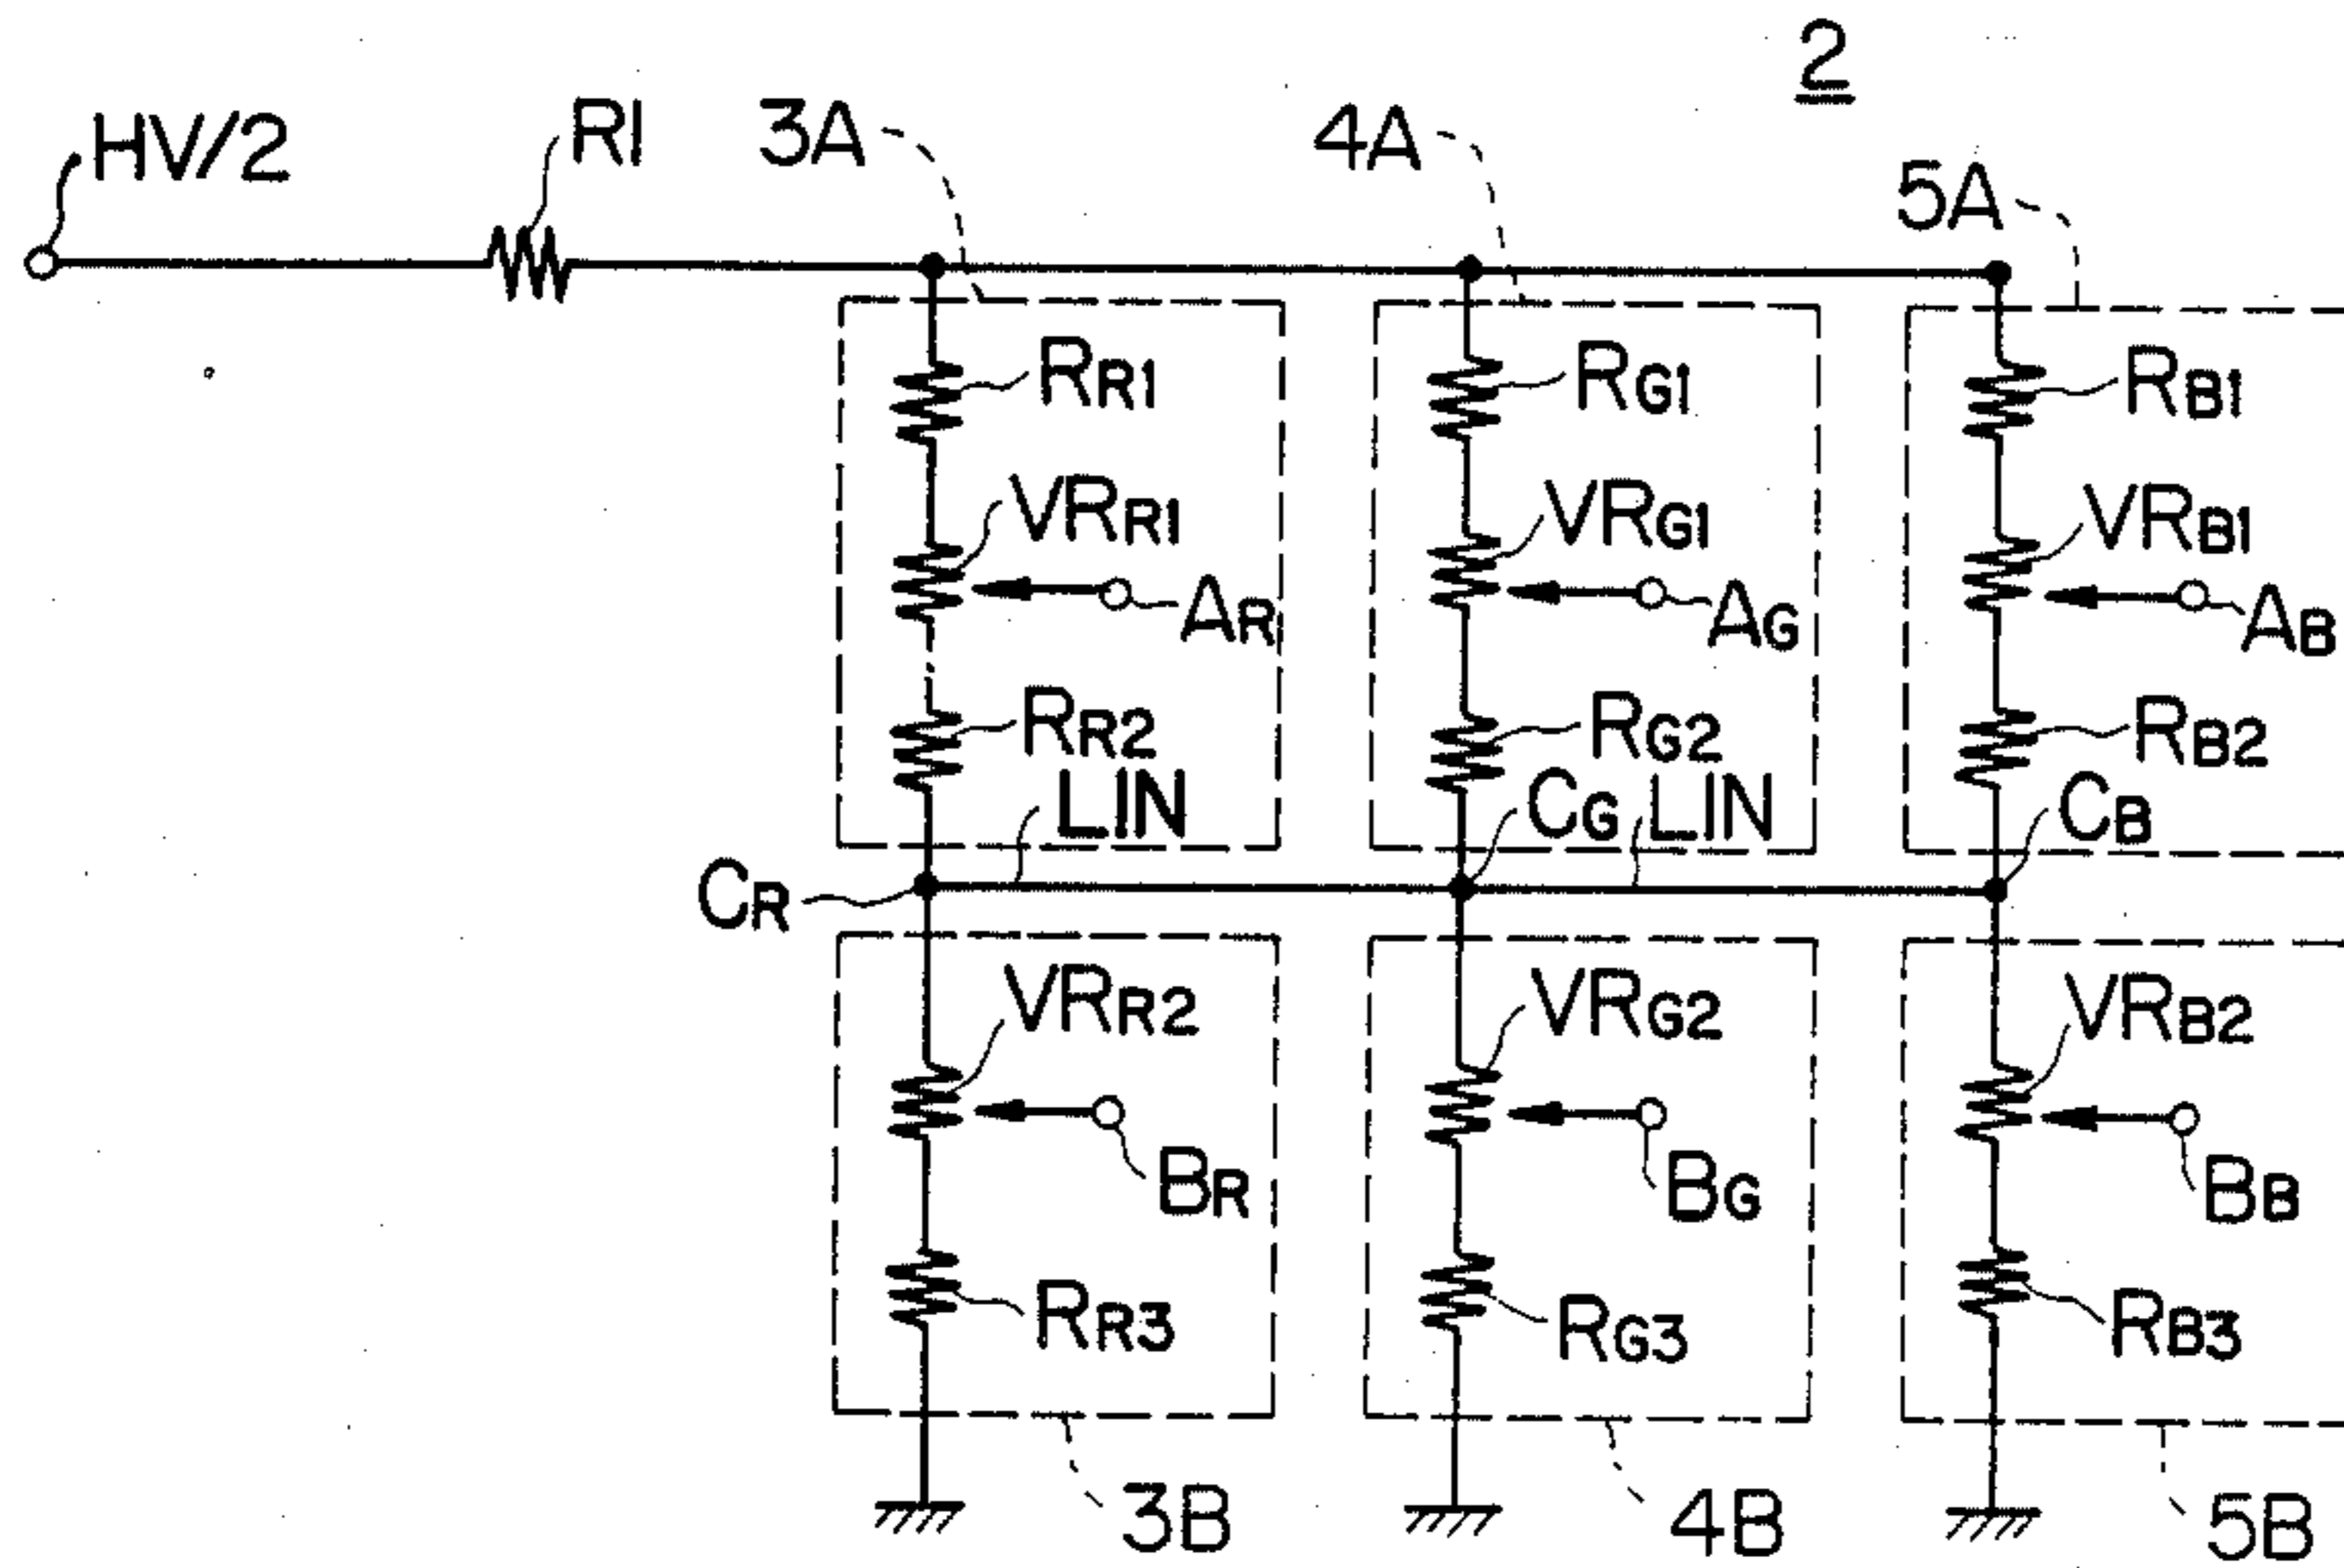 2
HV/2 R1 3A 4A 5A
RR1 RG1 RB1
VRR1 VRG1 VRB1
AR AG AB
RR2 RG2 RB2
LIN CG LIN CB
CR
VRR2 VRG2 VRB2
BR BG BB
RR3 RG3 RB3
3B 4B 5B